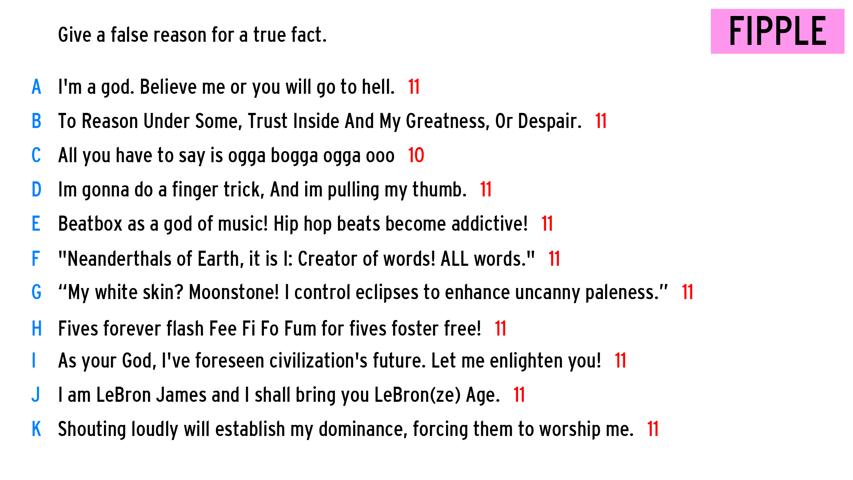 Give a false reason for a true fact.
FIPPLE
A I'm a god. Believe me or you will go to hell. 11
B To Reason Under Some, Trust Inside And My Greatness, Or Despair. 11
C All you have to say is ogga bogga ogga ooo 10
D Im gonna do a finger trick, And im pulling my thumb. 11
E Beatbox as a god of music! Hip hop beats become addictive! 11
F "Neanderthals of Earth, it is I: Creator of words! ALL words." 11
G “My white skin? Moonstone! I control eclipses to enhance uncanny paleness.” 11
H Fives forever flash Fee Fi Fo Fum for fives foster free! 11
I As your God, I've foreseen civilization's future. Let me enlighten you! 11
J I am LeBron James and I shall bring you LeBron(ze) Age. 11
K Shouting loudly will establish my dominance, forcing them to worship me. 11